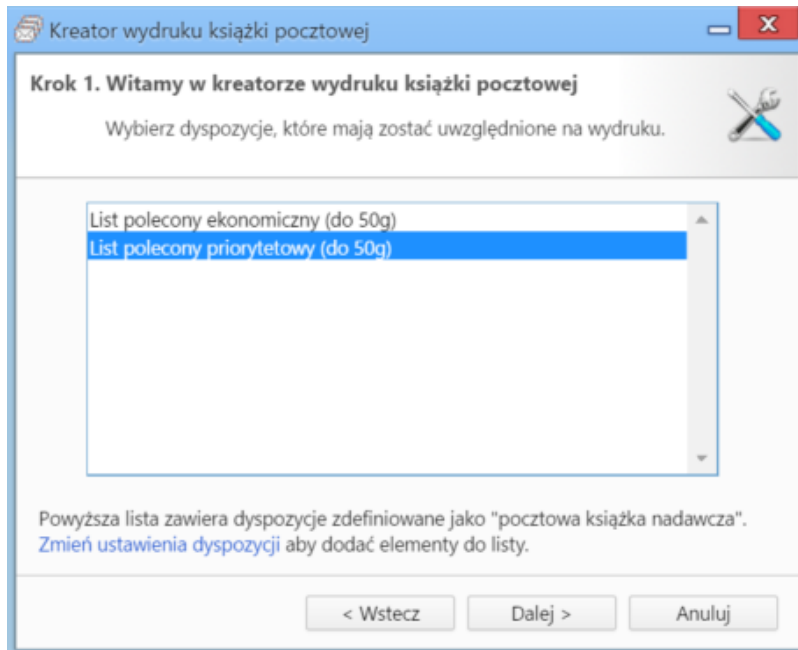 Kreator wydruku książki pocztowej
Krok 1. Witamy w kreatorze wydruku książki pocztowej
Wybierz dyspozycje, które mają zostać uwzględnione na wydruku.
List polecony ekonomiczny (do 50g)
List polecony priorytetowy (do 50g)
Powyższa lista zawiera dyspozycje zdefiniowane jako "pocztowa książka nadawcza".
Zmień ustawienia dyspozycji aby dodać elementy do listy.
< Wstecz Dalej > Anuluj